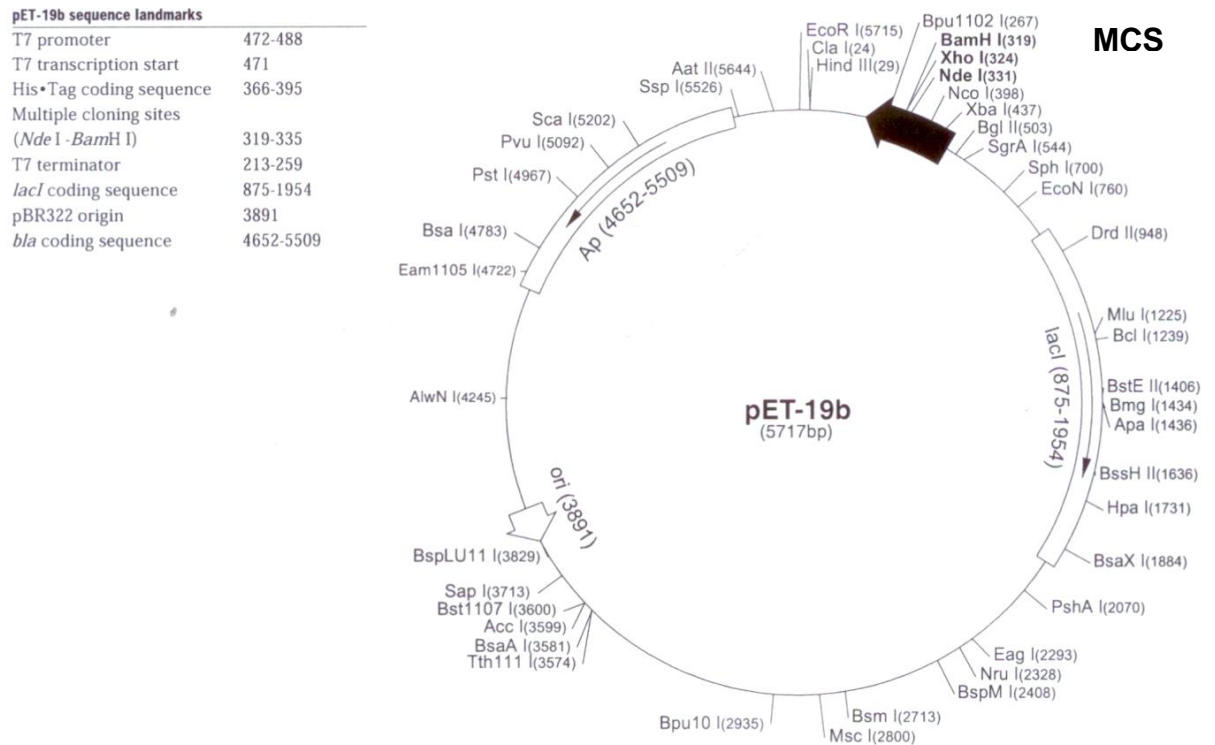 pET-19b sequence landmarks
T7 promoter 472-488
T7 transcription start 471
His•Tag coding sequence 366-395
Multiple cloning sites
(Nde I -BamH I) 319-335
T7 terminator 213-259
lacI coding sequence 875-1954
pBR322 origin 3891
bla coding sequence 4652-5509
MCS
EcoR I(5715)
Cla I(24)
Hind III(29)
Bpu1102 I(267)
BamH I(319)
Xho I(324)
Nde I(331)
Nco I(398)
Xba I(437)
Bgl II(503)
SgrA I(544)
Sph I(700)
EcoN I(760)
Drd II(948)
Mlu I(1225)
Bcl I(1239)
BstE II(1406)
Bmg I(1434)
Apa I(1436)
BssH II(1636)
Hpa I(1731)
BsaX I(1884)
PshA I(2070)
Eag I(2293)
Nru I(2328)
BspM I(2408)
Bsm I(2713)
Msc I(2800)
Bpu10 I(2935)
Tth111 I(3574)
BsaA I(3581)
Acc I(3599)
Bst1107 I(3600)
Sap I(3713)
BspLU11 I(3829)
AlwN I(4245)
Eam1105 I(4722)
Bsa I(4783)
Pst I(4967)
Pvu I(5092)
Sca I(5202)
Ssp I(5526)
Aat II(5644)
Ap (4652-5509)
lacI (875-1954)
ori (3891)
pET-19b
(5717bp)